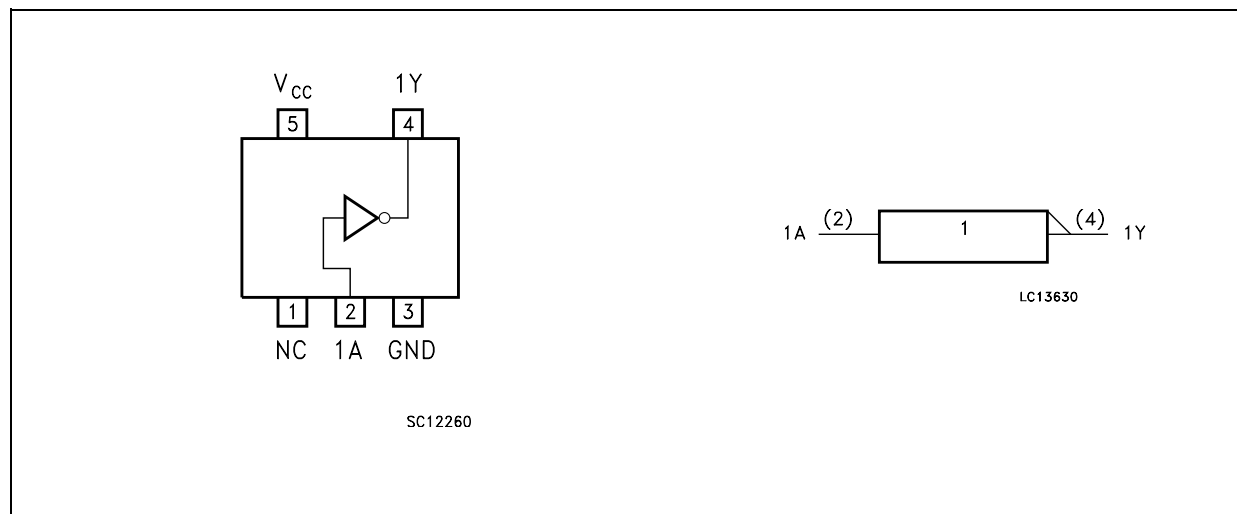 VCC 1Y
5 4
1 2 3
NC 1A GND
SC12260
1A (2) 1 (4) 1Y
LC13630